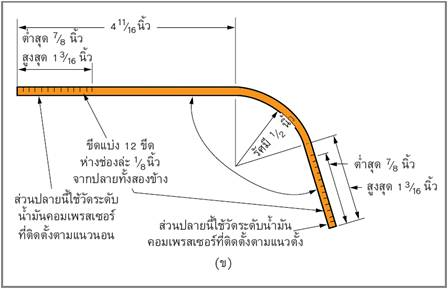 4 11/16 นิ้ว
ต่ำสุด 7/8 นิ้ว
สูงสุด 1 3/16 นิ้ว
ขีดแบ่ง 12 ขีด
ห่างช่องละ 1/8 นิ้ว
จากปลายทั้งสองข้าง
รัศมี 1 1/2 นิ้ว
ต่ำสุด 7/8 นิ้ว
สูงสุด 1 3/16 นิ้ว
ส่วนปลายนี้ใช้วัดระดับ
น้ำมันคอมเพรสเซอร์
ที่ติดตั้งตามแนวนอน
ส่วนปลายนี้ใช้วัดระดับน้ำมัน
คอมเพรสเซอร์ที่ติดตั้งตามแนวตั้ง
(ข)